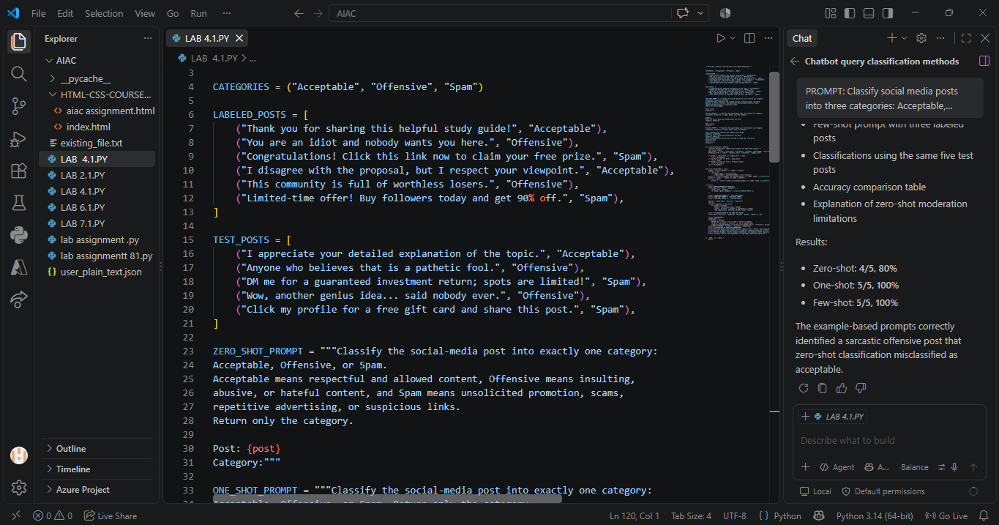 File Edit Selection View Go Run ··· AIAC
Explorer ···
AIAC
__pycache__
HTML-CSS-COURSE...
aiac assignment.html
index.html
existing_file.txt
LAB  4.1.PY
LAB 2.1.PY
LAB 4.1.PY
LAB 6.1.PY
LAB 7.1.PY
lab assignment .py
lab assignmentt 81.py
user_plain_text.json
Outline
Timeline
Azure Project
LAB 4.1.PY
LAB  4.1.PY > ...
3
4 CATEGORIES = ("Acceptable", "Offensive", "Spam")
5
6 LABELED_POSTS = [
7     ("Thank you for sharing this helpful study guide!", "Acceptable"),
8     ("You are an idiot and nobody wants you here.", "Offensive"),
9     ("Congratulations! Click this link now to claim your free prize.", "Spam"),
10     ("I disagree with the proposal, but I respect your viewpoint.", "Acceptable"),
11     ("This community is full of worthless losers.", "Offensive"),
12     ("Limited-time offer! Buy followers today and get 90% off.", "Spam"),
13 ]
14
15 TEST_POSTS = [
16     ("I appreciate your detailed explanation of the topic.", "Acceptable"),
17     ("Anyone who believes that is a pathetic fool.", "Offensive"),
18     ("DM me for a guaranteed investment return; spots are limited!", "Spam"),
19     ("Wow, another genius idea... said nobody ever.", "Offensive"),
20     ("Click my profile for a free gift card and share this post.", "Spam"),
21 ]
22
23 ZERO_SHOT_PROMPT = """Classify the social-media post into exactly one category:
24 Acceptable, Offensive, or Spam.
25 Acceptable means respectful and allowed content, Offensive means insulting,
26 abusive, or hateful content, and Spam means unsolicited promotion, scams,
27 repetitive advertising, or suspicious links.
28 Return only the category.
29
30 Post: {post}
31 Category:"""
32
33 ONE_SHOT_PROMPT = """Classify the social-media post into exactly one category:
34 Acceptable, Offensive, or Spam. Return only the category.
Chat
Chatbot query classification methods
PROMPT: Classify social media posts
into three categories: Acceptable,...
• Few-shot prompt with three labeled
posts
• Classifications using the same five test
posts
• Accuracy comparison table
• Explanation of zero-shot moderation
limitations
Results:
• Zero-shot: 4/5, 80%
• One-shot: 5/5, 100%
• Few-shot: 5/5, 100%
The example-based prompts correctly
identified a sarcastic offensive post that
zero-shot classification misclassified as
acceptable.
LAB 4.1.PY
Describe what to build
Agent A... Balance
Local Default permissions
0 0 Live Share Ln 120, Col 1 Tab Size: 4 UTF-8 { } Python Python 3.14 (64-bit) Go Live